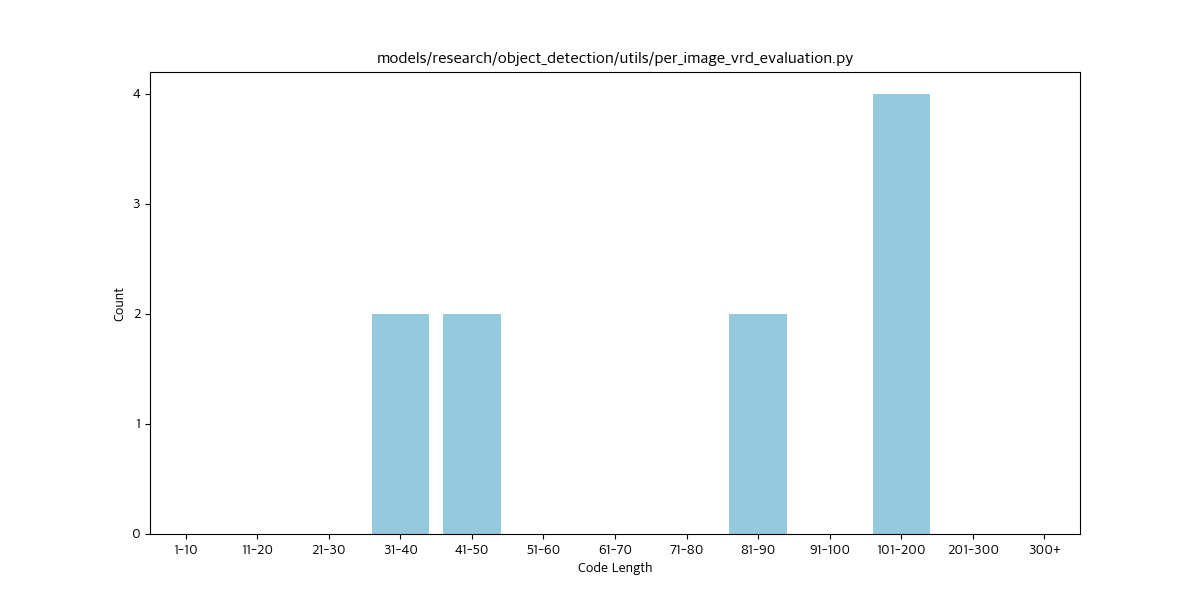 models/research/object_detection/utils/per_image_vrd_evaluation.py
4
3
2
1
0
Count
1-10 11-20 21-30 31-40 41-50 51-60 61-70 71-80 81-90 91-100 101-200 201-300 300+
Code Length